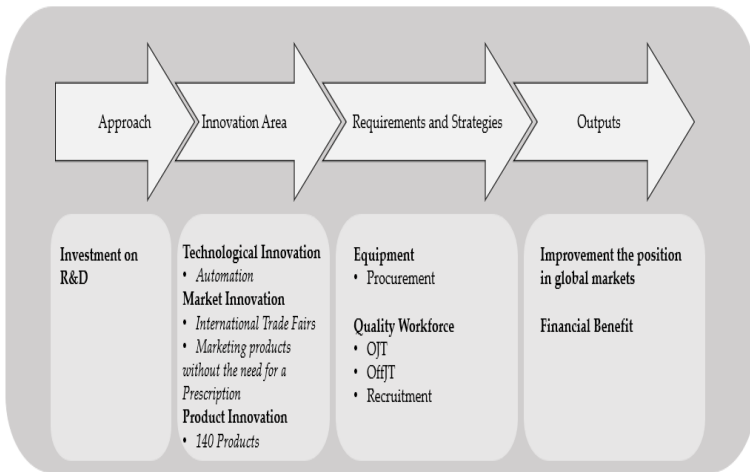 Approach
Innovation Area
Requirements and Strategies
Outputs
Investment on
R&D
Technological Innovation
• Automation
Market Innovation
• International Trade Fairs
• Marketing products
without the need for a
Prescription
Product Innovation
• 140 Products
Equipment
• Procurement
Quality Workforce
• OJT
• OffJT
• Recruitment
Improvement the position
in global markets
Financial Benefit